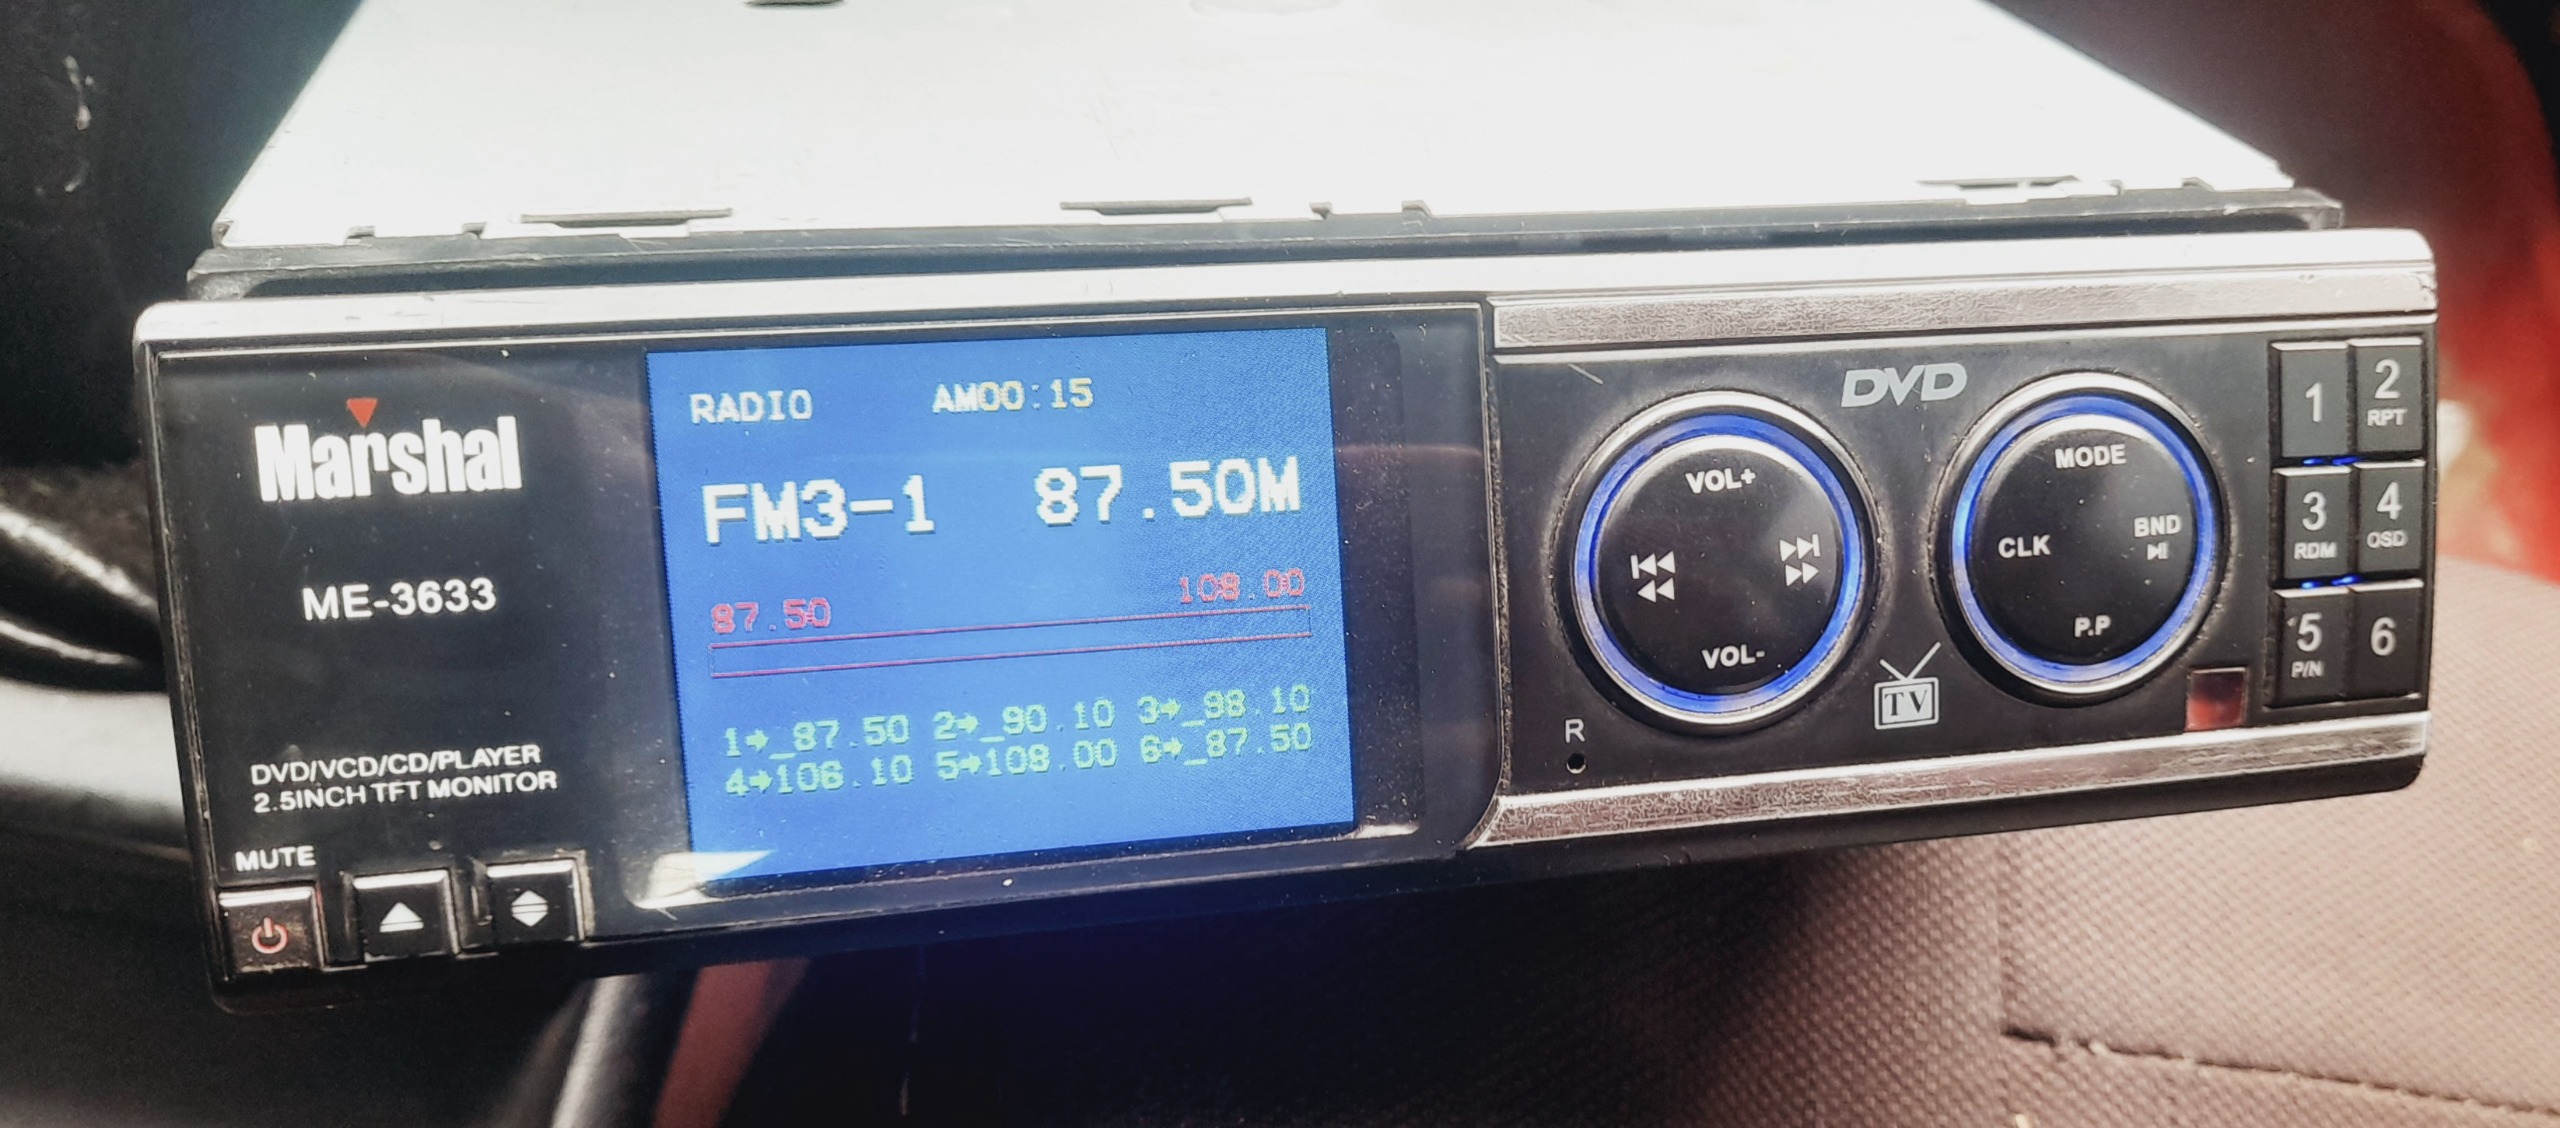 Marshal
ME-3633
DVD/VCD/CD/PLAYER
2.5INCH TFT MONITOR
MUTE
RADIO AM00:15
FM3-1 87.50M
87.50 108.00
1→_87.50 2→_90.10 3→_98.10
4→106.10 5→108.00 6→_87.50
DVD
VOL+
VOL-
R
TV
MODE
CLK
BND
P.P
1
2
RPT
3
RDM
4
OSD
5
P/N
6